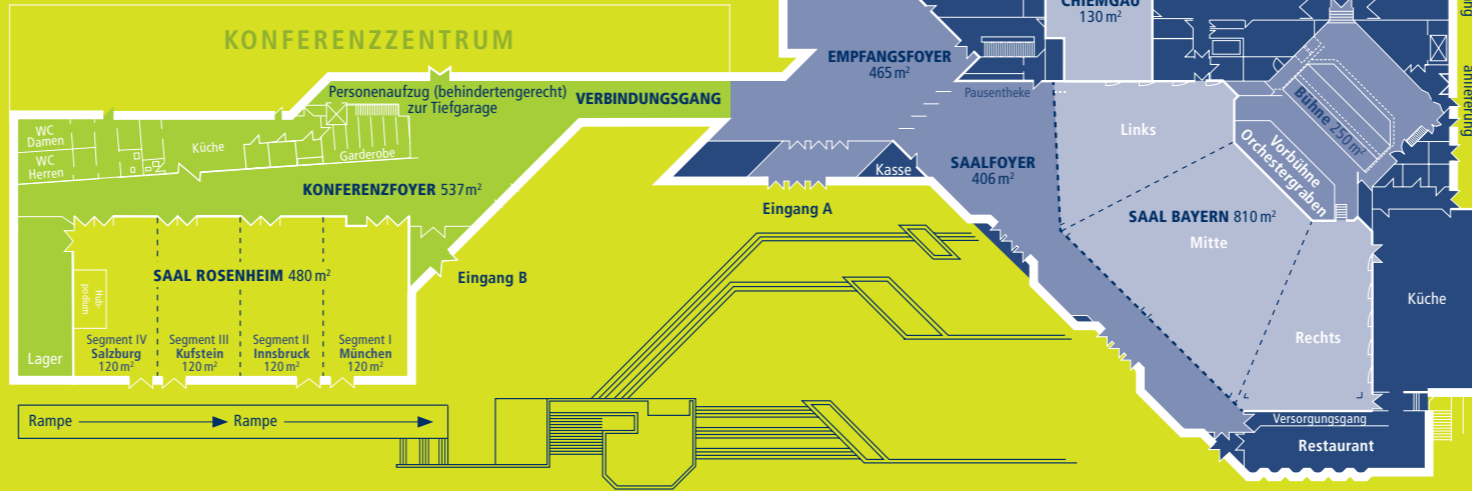 KONFERENZZENTRUM
Personenaufzug (behindertengerecht)
zur Tiefgarage
VERBINDUNGSGANG
WC
Damen
WC
Herren
Küche
Garderobe
KONFERENZFOYER 537 m²
SAAL ROSENHEIM 480 m²
Hub-
podium
Lager
Segment IV
Salzburg
120 m²
Segment III
Kufstein
120 m²
Segment II
Innsbruck
120 m²
Segment I
München
120 m²
Eingang B
Rampe
Rampe
CHIEMGAU
130 m²
EMPFANGSFOYER
465 m²
Pausentheke
Kasse
Eingang A
SAALFOYER
406 m²
Links
SAAL BAYERN 810 m²
Mitte
Rechts
Bühne 250 m²
Vorbühne
Orchestergraben
Küche
Versorgungsgang
Restaurant